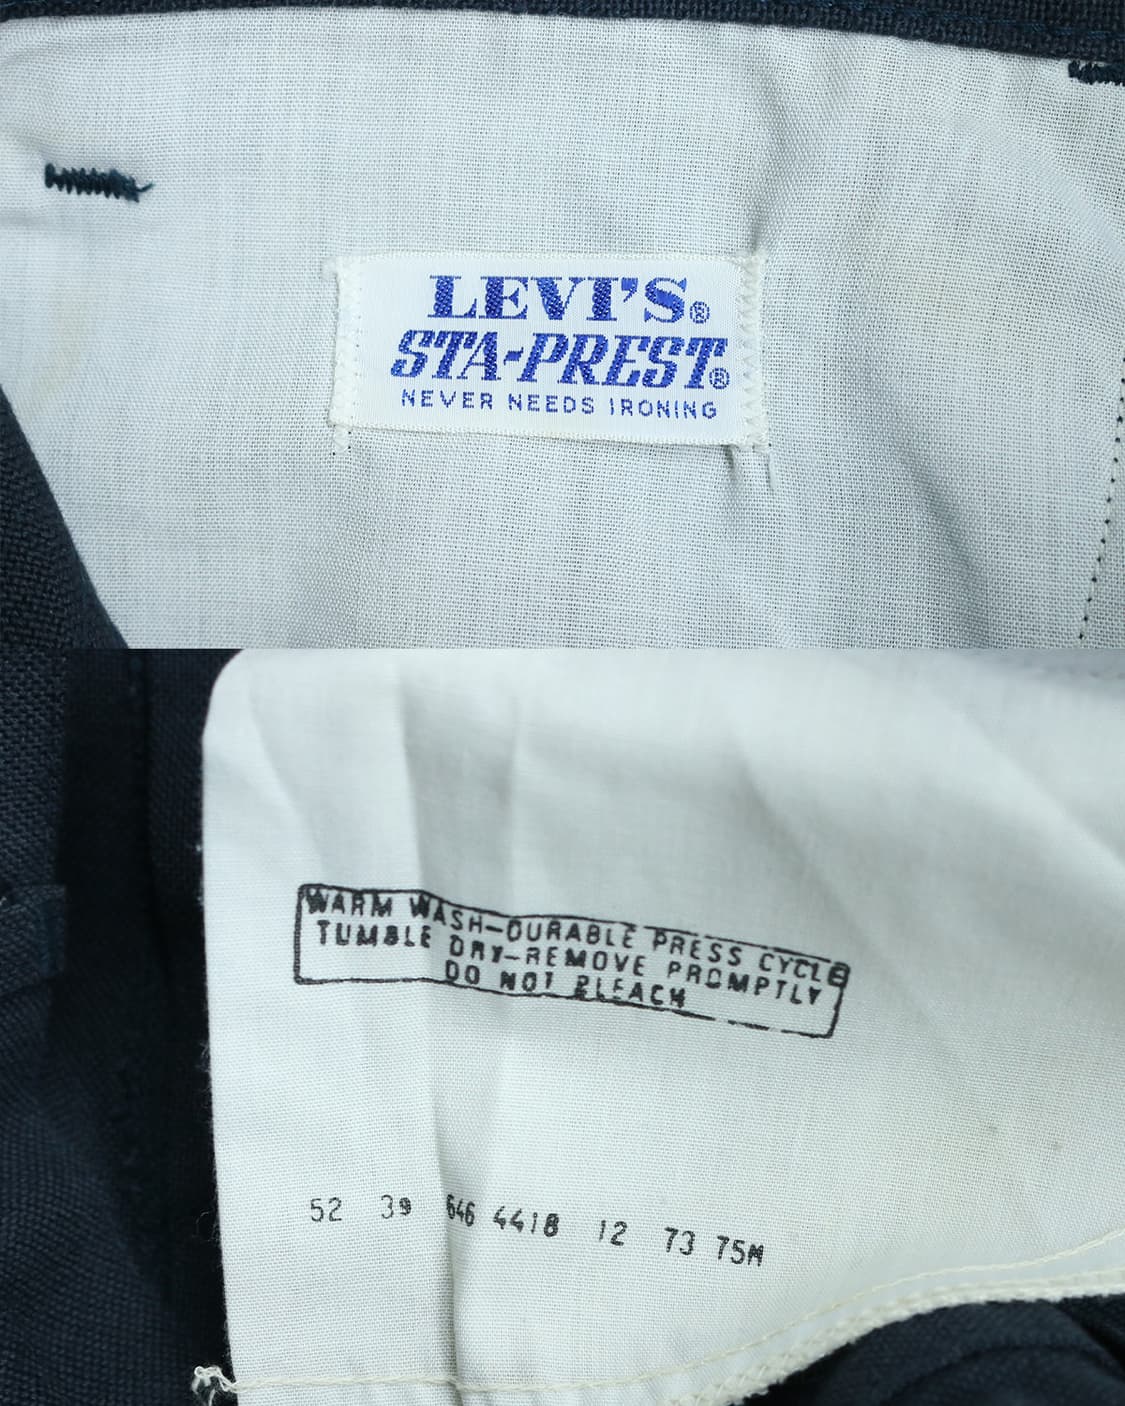 LEVI'S®
STA-PREST®
NEVER NEEDS IRONING
WARM WASH-DURABLE PRESS CYCLE
TUMBLE DRY-REMOVE PROMPTLY
DO NOT BLEACH
52 39 646 4418 12 73 75M